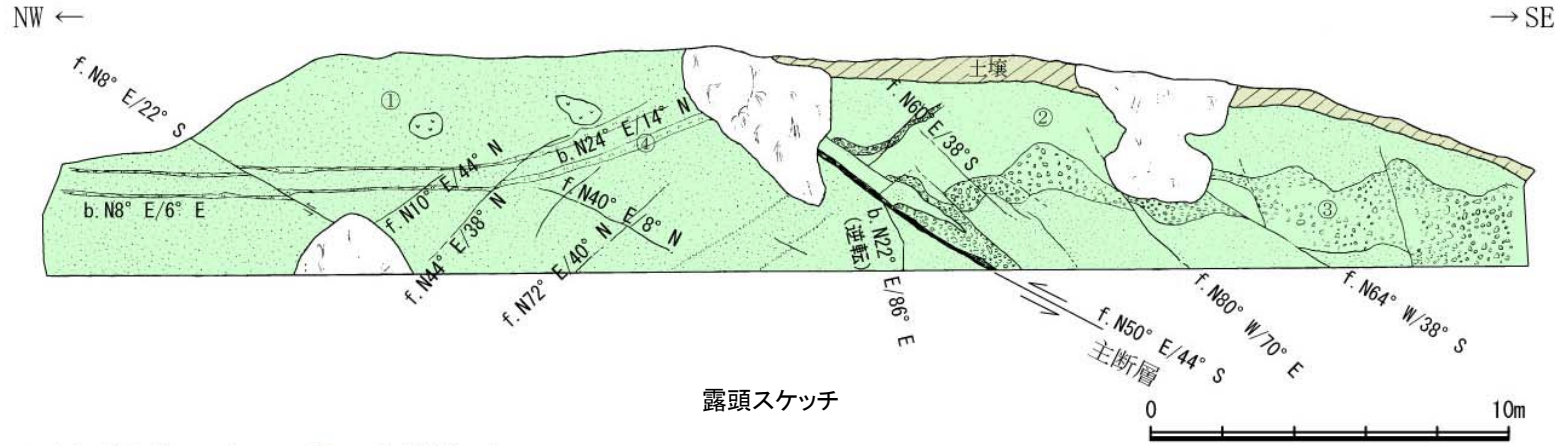 NW ←
→ SE
f. N8° E/22° S
①
土壌
f. N60° E/38° S
②
b. N24° E/14° N
④
f. N10° E/44° N
f. N40° E/8° N
b. N8° E/6° E
③
f. N44° E/38° N
f. N72° E/40° N
b. N22° E/86° E
(逆転)
f. N50° E/44° S
主断層
f. N80° W/70° E
f. N64° W/38° S
露頭スケッチ
0 10m